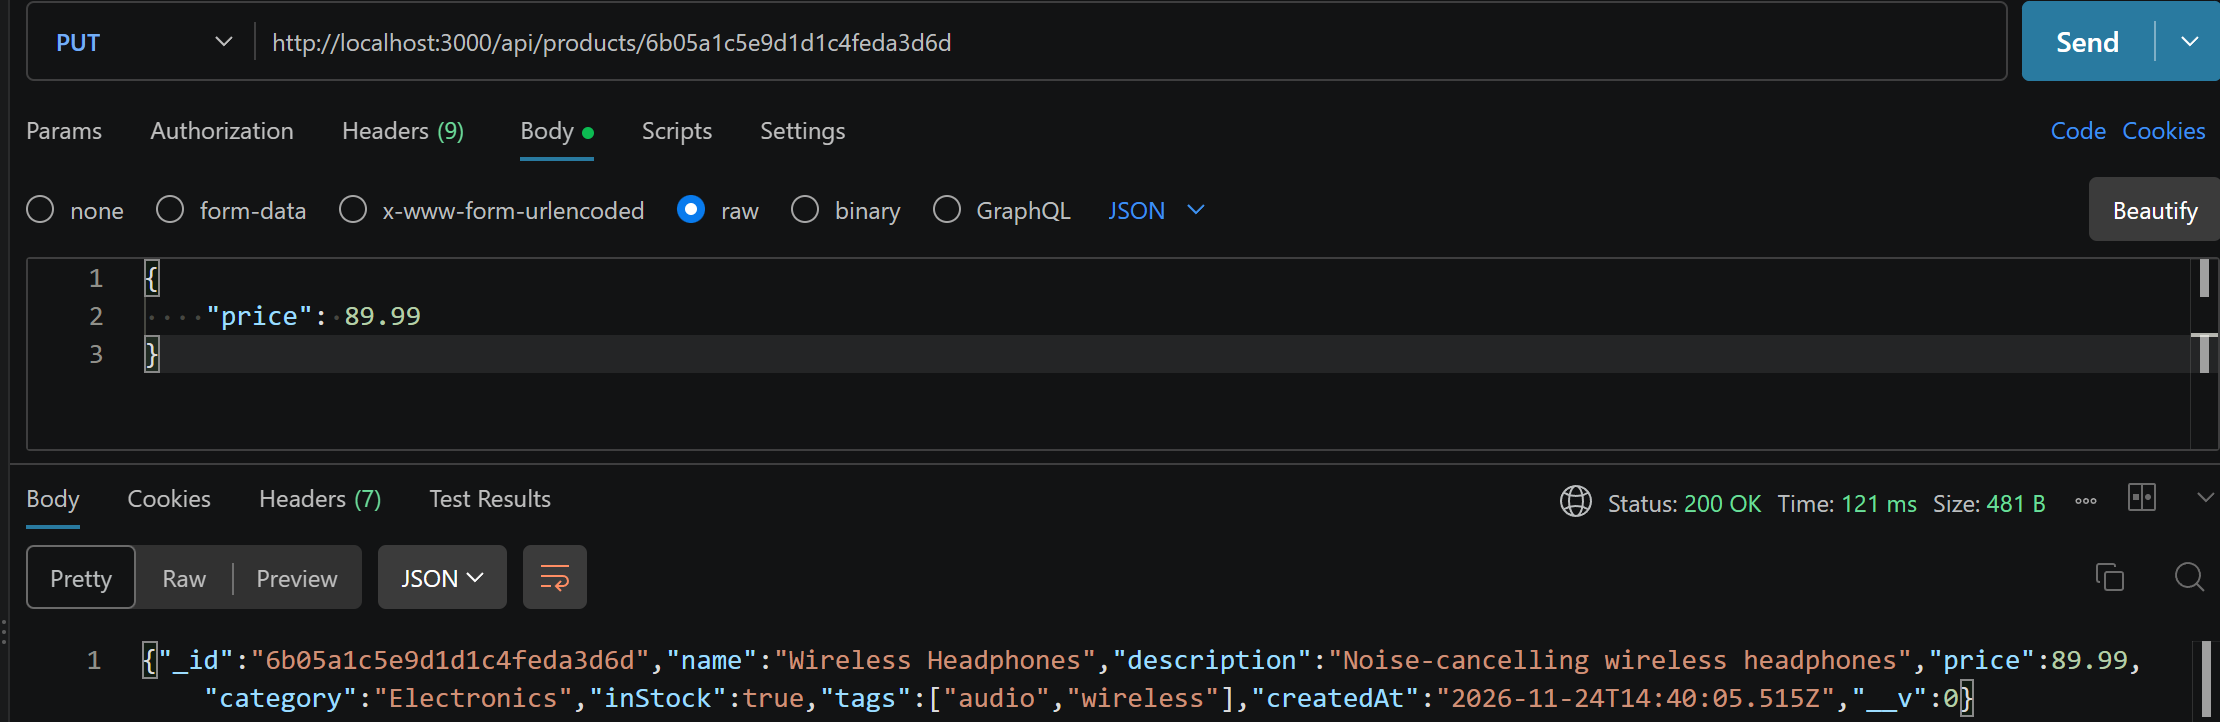 PUT http://localhost:3000/api/products/6b05a1c5e9d1d1c4feda3d6d Send
Params Authorization Headers (9) Body Scripts Settings Code Cookies
none form-data x-www-form-urlencoded raw binary GraphQL JSON Beautify
1 {
2 "price": 89.99
3 }
Body Cookies Headers (7) Test Results Status: 200 OK Time: 121 ms Size: 481 B
Pretty Raw Preview JSON
1 {"_id":"6b05a1c5e9d1d1c4feda3d6d","name":"Wireless Headphones","description":"Noise-cancelling wireless headphones","price":89.99,
"category":"Electronics","inStock":true,"tags":["audio","wireless"],"createdAt":"2026-11-24T14:40:05.515Z","__v":0}